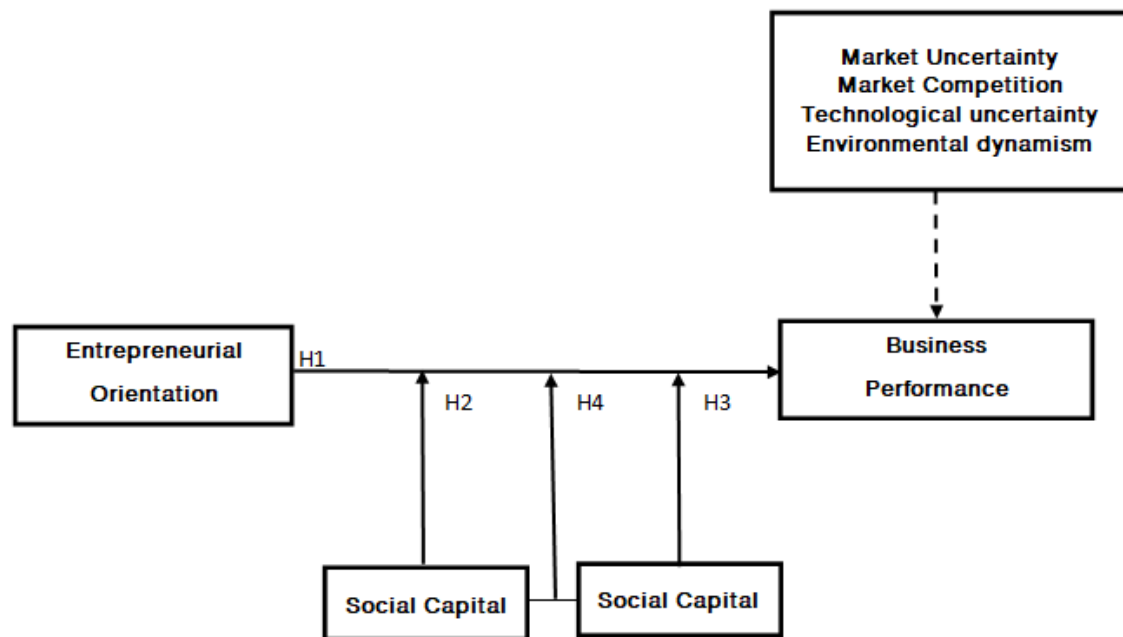 Market Uncertainty
Market Competition
Technological uncertainty
Environmental dynamism
Entrepreneurial
Orientation
H1
Business
Performance
H2
H4
H3
Social Capital
Social Capital